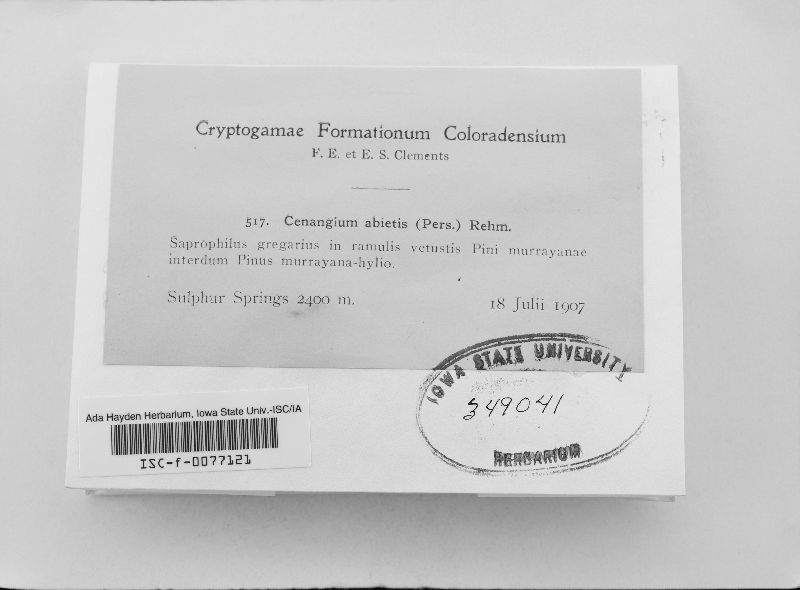 Cryptogamae Formationum Coloradensium
F. E. et E. S. Clements
517. Cenangium abietis (Pers.) Rehm.
Saprophilus gregarius in ramulis vetustis Pini murrayanae
interdum Pinus murrayana-hylio.
Sulphur Springs 2400 m. 18 Julii 1907
IOWA STATE UNIVERSITY
349041
HERBARIUM
Ada Hayden Herbarium, Iowa State Univ.-ISC/IA
ISC-f-0077121